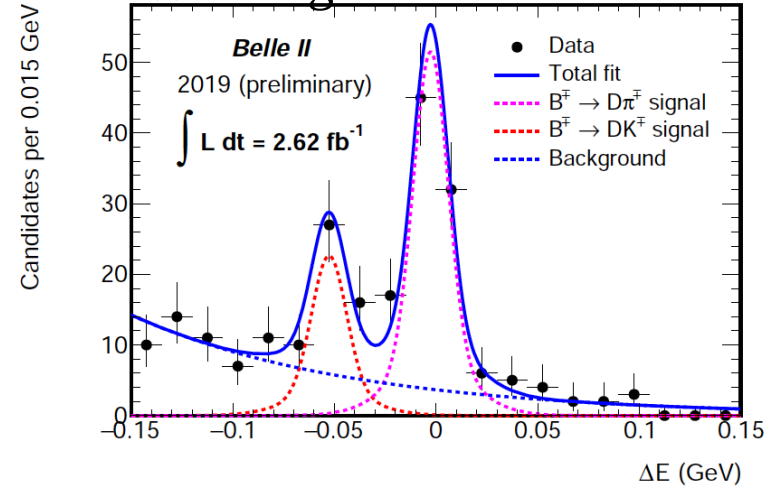 Candidates per 0.015 GeV
50
40
30
20
10
0
Belle II
2019 (preliminary)
∫ L dt = 2.62 fb⁻¹
Data
Total fit
B∓ → Dπ∓ signal
B∓ → DK∓ signal
Background
−0.15 −0.1 −0.05 0 0.05 0.1 0.15
ΔE (GeV)